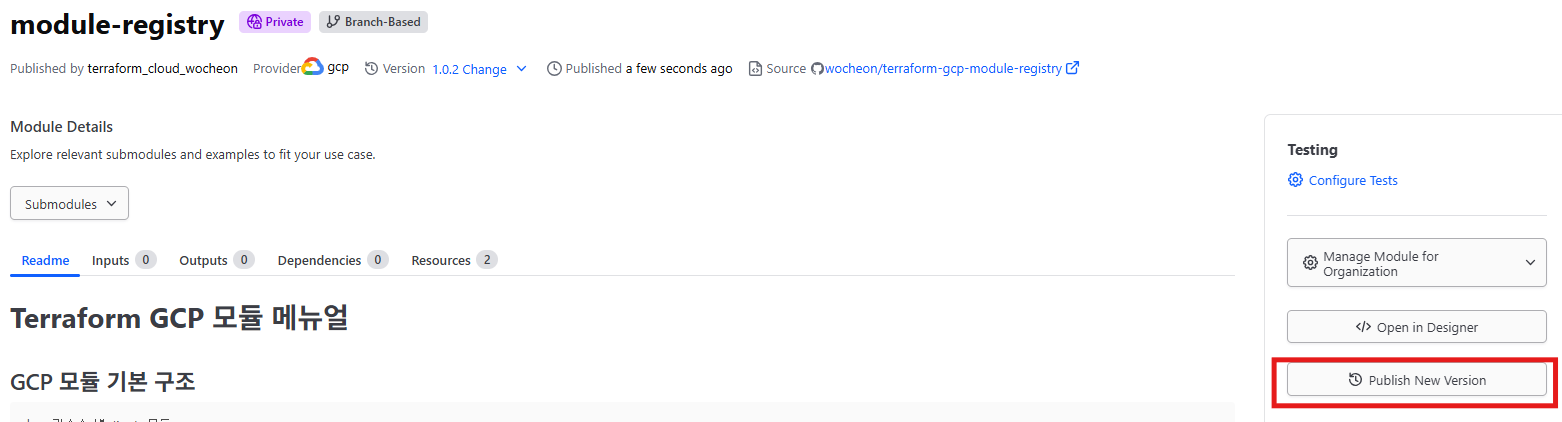 module-registry Private Branch-Based
Published by terraform_cloud_wocheon Provider gcp Version 1.0.2 Change Published a few seconds ago Source wocheon/terraform-gcp-module-registry
Module Details
Explore relevant submodules and examples to fit your use case.
Submodules
Readme Inputs 0 Outputs 0 Dependencies 0 Resources 2
Terraform GCP 모듈 메뉴얼
GCP 모듈 기본 구조
Testing
Configure Tests
Manage Module for
Organization
Open in Designer
Publish New Version